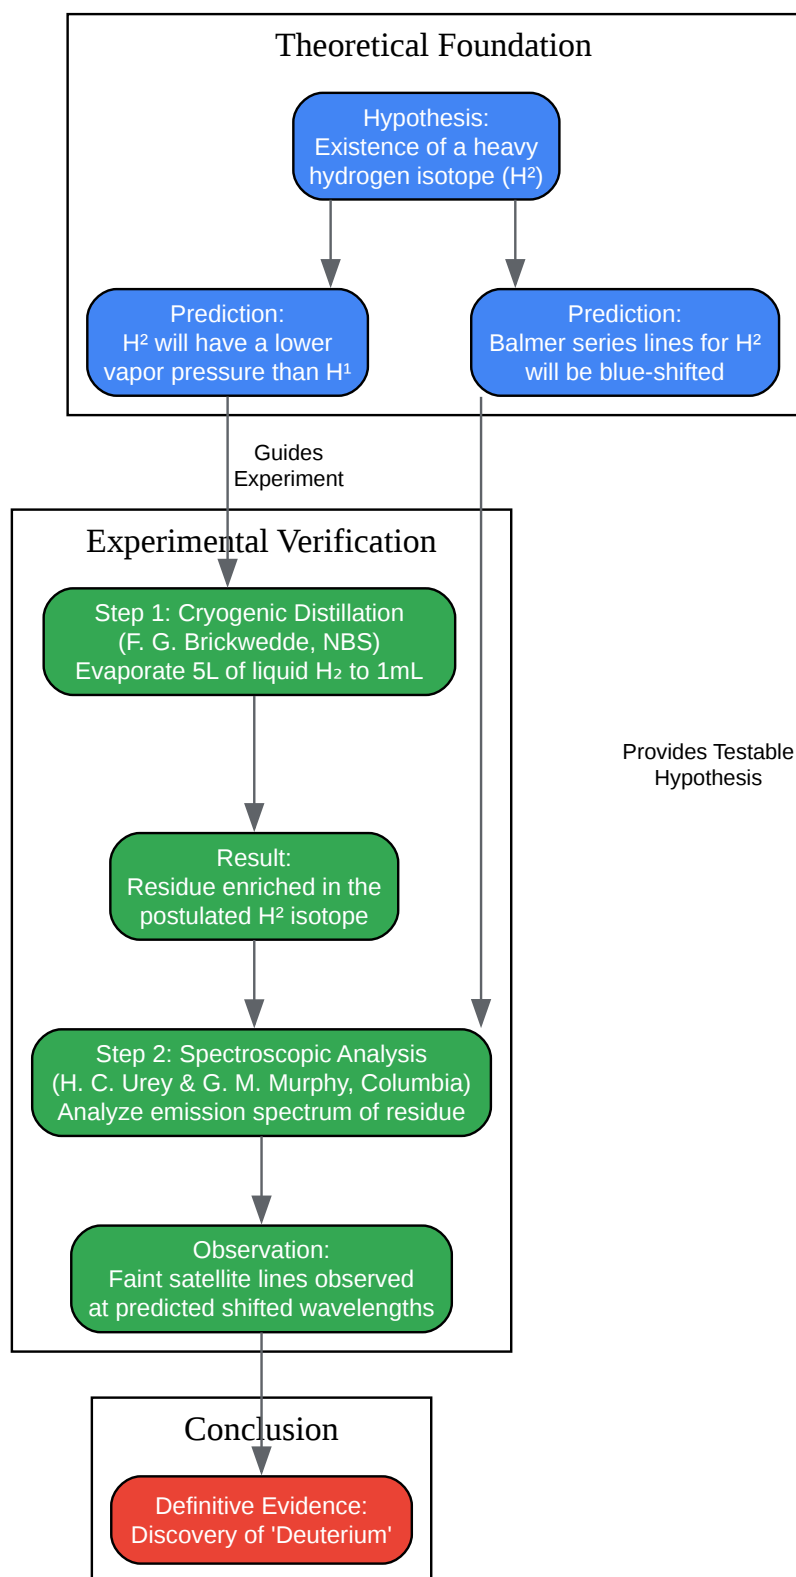 Theoretical Foundation
Hypothesis:
Existence of a heavy
hydrogen isotope (H²)
Prediction:
H² will have a lower
vapor pressure than H¹
Prediction:
Balmer series lines for H²
will be blue-shifted
Guides
Experiment
Experimental Verification
Step 1: Cryogenic Distillation
(F. G. Brickwedde, NBS)
Evaporate 5L of liquid H₂ to 1mL
Provides Testable
Hypothesis
Result:
Residue enriched in the
postulated H² isotope
Step 2: Spectroscopic Analysis
(H. C. Urey & G. M. Murphy, Columbia)
Analyze emission spectrum of residue
Observation:
Faint satellite lines observed
at predicted shifted wavelengths
Conclusion
Definitive Evidence:
Discovery of 'Deuterium'